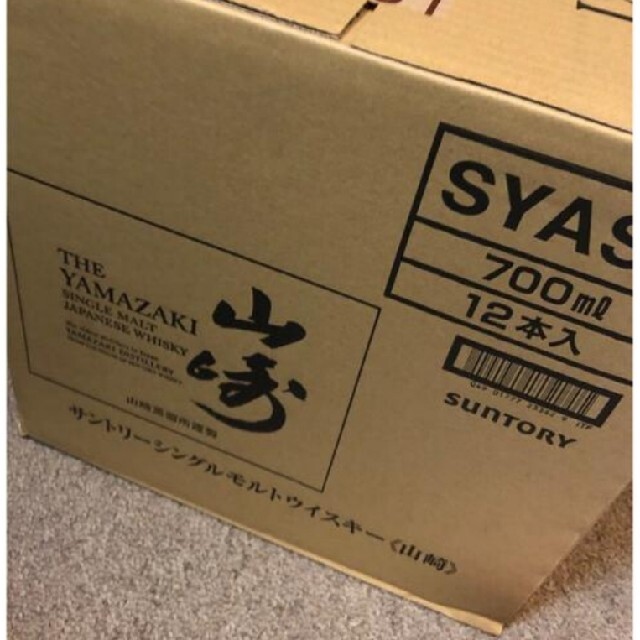 THE
YAMAZAKI
SINGLE MALT
JAPANESE WHISKY
山崎
山崎蒸溜所謹製
サントリーシングルモルトウイスキー《山崎》
SYAS
700ml
12本入
SUNTORY